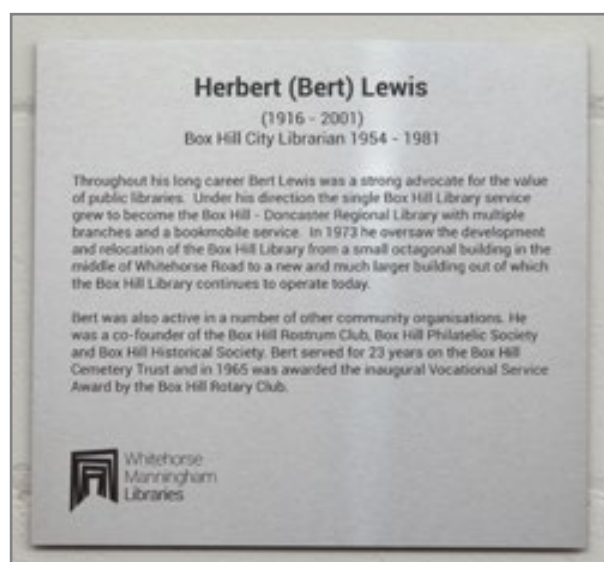 Herbert (Bert) Lewis
(1916 - 2001)
Box Hill City Librarian 1954 - 1981
Throughout his long career Bert Lewis was a strong advocate for the value
of public libraries. Under his direction the single Box Hill Library service
grew to become the Box Hill - Doncaster Regional Library with multiple
branches and a bookmobile service. In 1973 he oversaw the development
and relocation of the Box Hill Library from a small octagonal building in the
middle of Whitehorse Road to a new and much larger building out of which
the Box Hill Library continues to operate today.
Bert was also active in a number of other community organisations. He
was a co-founder of the Box Hill Rostrum Club, Box Hill Philatelic Society
and Box Hill Historical Society. Bert served for 23 years on the Box Hill
Cemetery Trust and in 1965 was awarded the inaugural Vocational Service
Award by the Box Hill Rotary Club.
Whitehorse
Manningham
Libraries